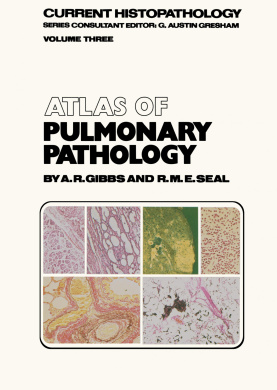 CURRENT HISTOPATHOLOGY
SERIES CONSULTANT EDITOR: G. AUSTIN GRESHAM
VOLUME THREE
ATLAS OF
PULMONARY
PATHOLOGY
BY A.R.GIBBS AND R.M.E.SEAL